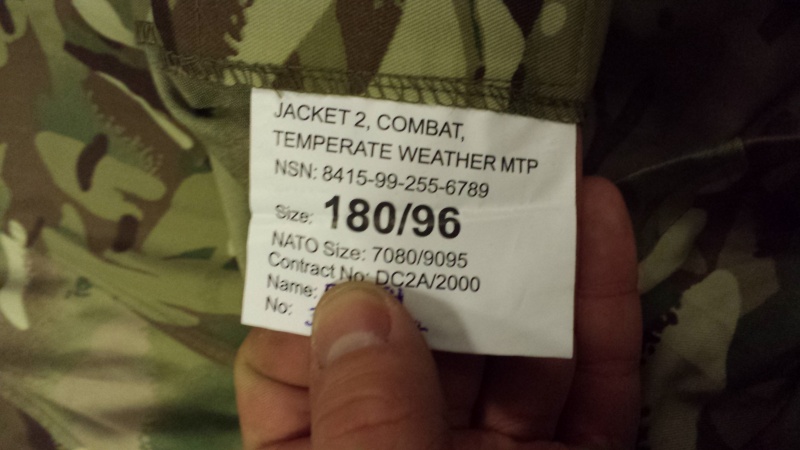 JACKET 2, COMBAT,
TEMPERATE WEATHER MTP
NSN: 8415-99-255-6789
Size: 180/96
NATO Size: 7080/9095
Contract No: DC2A/2000
Name:
No: